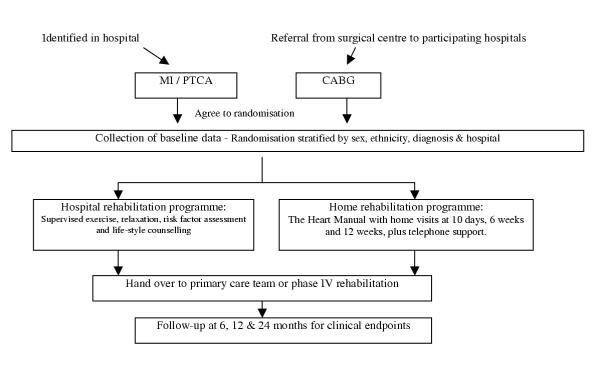 Identified in hospital
Referral from surgical centre to participating hospitals
MI / PTCA
CABG
Agree to randomisation
Collection of baseline data - Randomisation stratified by sex, ethnicity, diagnosis & hospital
Hospital rehabilitation programme:
Supervised exercise, relaxation, risk factor assessment
and life-style counselling
Home rehabilitation programme:
The Heart Manual with home visits at 10 days, 6 weeks
and 12 weeks, plus telephone support.
Hand over to primary care team or phase IV rehabilitation
Follow-up at 6, 12 & 24 months for clinical endpoints